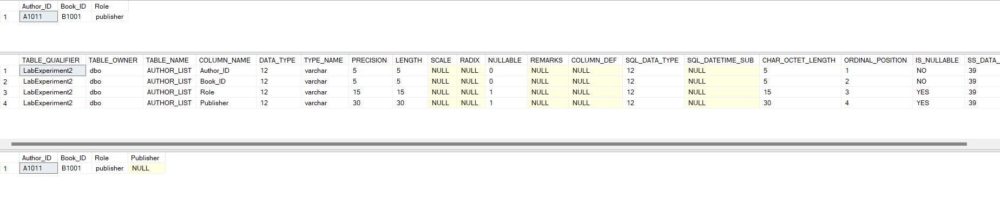 Author_ID Book_ID Role
1 A1011 B1001 publisher
TABLE_QUALIFIER TABLE_OWNER TABLE_NAME COLUMN_NAME DATA_TYPE TYPE_NAME PRECISION LENGTH SCALE RADIX NULLABLE REMARKS COLUMN_DEF SQL_DATA_TYPE SQL_DATETIME_SUB CHAR_OCTET_LENGTH ORDINAL_POSITION IS_NULLABLE SS_DATA_
1 LabExperiment2 dbo AUTHOR_LIST Author_ID 12 varchar 5 5 NULL NULL 0 NULL NULL 12 NULL 5 1 NO 39
2 LabExperiment2 dbo AUTHOR_LIST Book_ID 12 varchar 5 5 NULL NULL 0 NULL NULL 12 NULL 5 2 NO 39
3 LabExperiment2 dbo AUTHOR_LIST Role 12 varchar 15 15 NULL NULL 1 NULL NULL 12 NULL 15 3 YES 39
4 LabExperiment2 dbo AUTHOR_LIST Publisher 12 varchar 30 30 NULL NULL 1 NULL NULL 12 NULL 30 4 YES 39
Author_ID Book_ID Role Publisher
1 A1011 B1001 publisher NULL